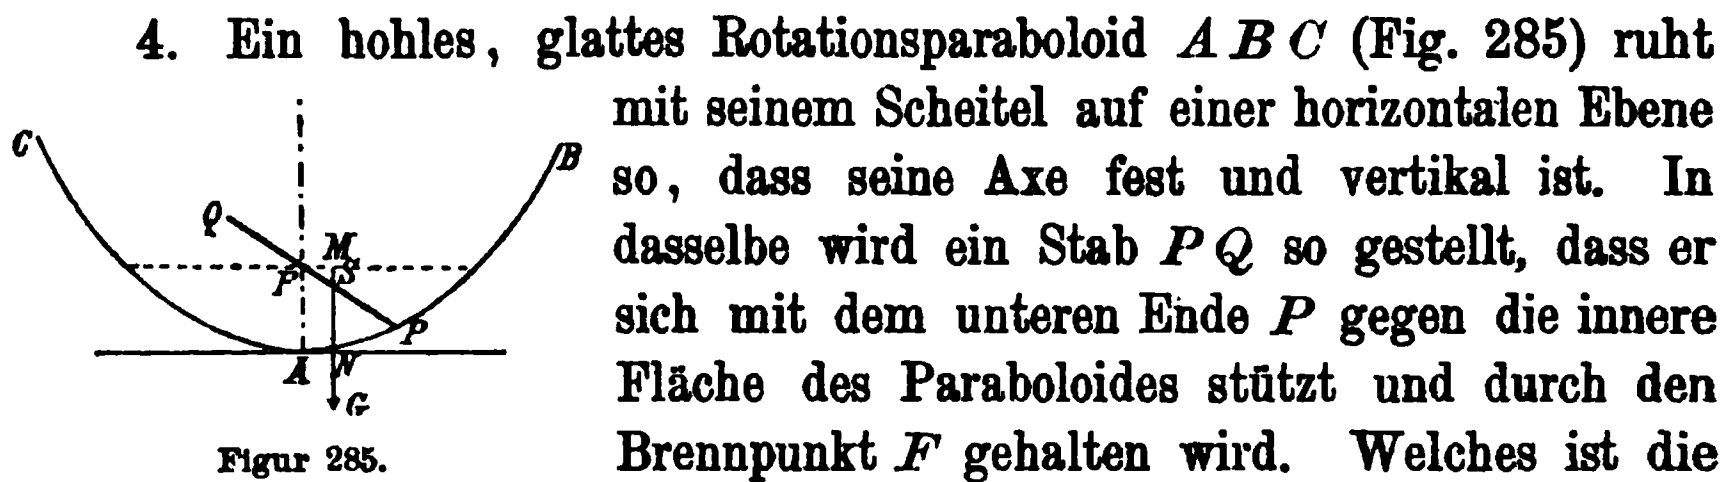 4. Ein hohles, glattes Rotationsparaboloid A B C (Fig. 285) ruht
mit seinem Scheitel auf einer horizontalen Ebene
so, dass seine Axe fest und vertikal ist. In
dasselbe wird ein Stab P Q so gestellt, dass er
sich mit dem unteren Ende P gegen die innere
Fläche des Paraboloides stützt und durch den
Brennpunkt F gehalten wird. Welches ist die
C
B
Q
M
F
S
P
A
N
G
Figur 285.